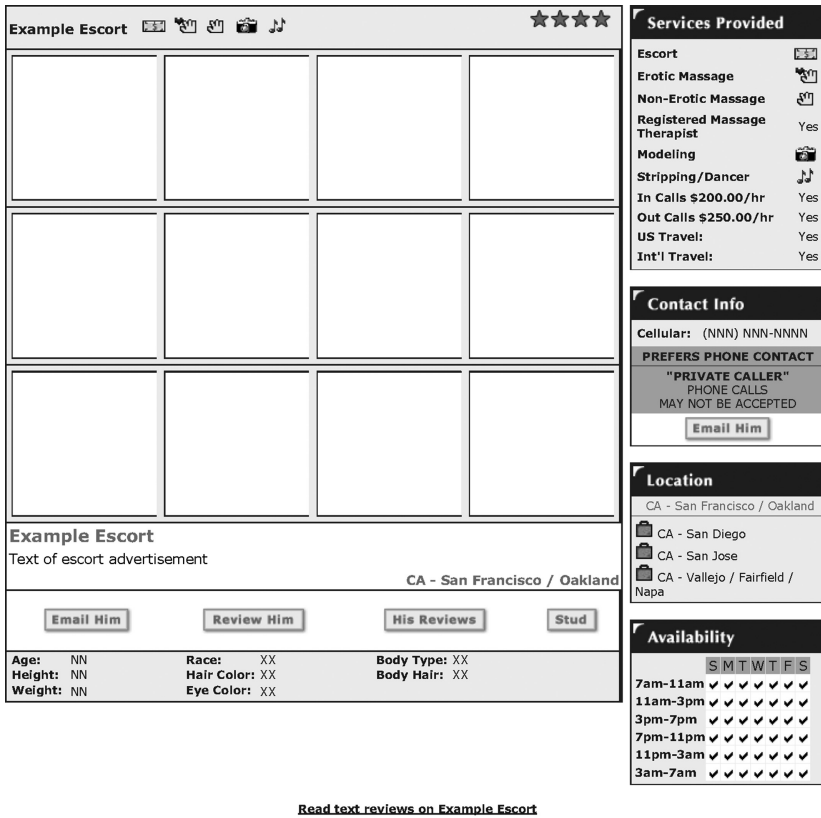 Example Escort
Example Escort
Text of escort advertisement
CA - San Francisco / Oakland
Email Him
Review Him
His Reviews
Stud
Age: NN
Race: XX
Body Type: XX
Height: NN
Hair Color: XX
Body Hair: XX
Weight: NN
Eye Color: XX
Services Provided
Escort
Erotic Massage
Non-Erotic Massage
Registered Massage
Therapist Yes
Modeling
Stripping/Dancer
In Calls $200.00/hr Yes
Out Calls $250.00/hr Yes
US Travel: Yes
Int'l Travel: Yes
Contact Info
Cellular: (NNN) NNN-NNNN
PREFERS PHONE CONTACT
"PRIVATE CALLER"
PHONE CALLS
MAY NOT BE ACCEPTED
Email Him
Location
CA - San Francisco / Oakland
CA - San Diego
CA - San Jose
CA - Vallejo / Fairfield /
Napa
Availability
S M T W T F S
7am-11am
11am-3pm
3pm-7pm
7pm-11pm
11pm-3am
3am-7am
Read text reviews on Example Escort